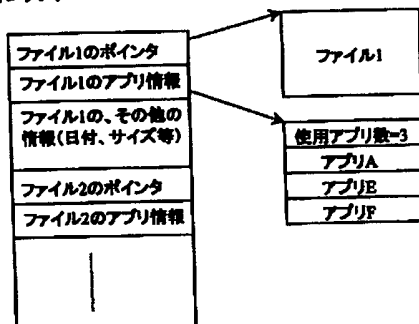 ファイル1のポインタ
ファイル1のアプリ情報
ファイル1の、その他の
情報(日付、サイズ等)
ファイル2のポインタ
ファイル2のアプリ情報
ファイル1
使用アプリ数=3
アプリA
アプリE
アプリF